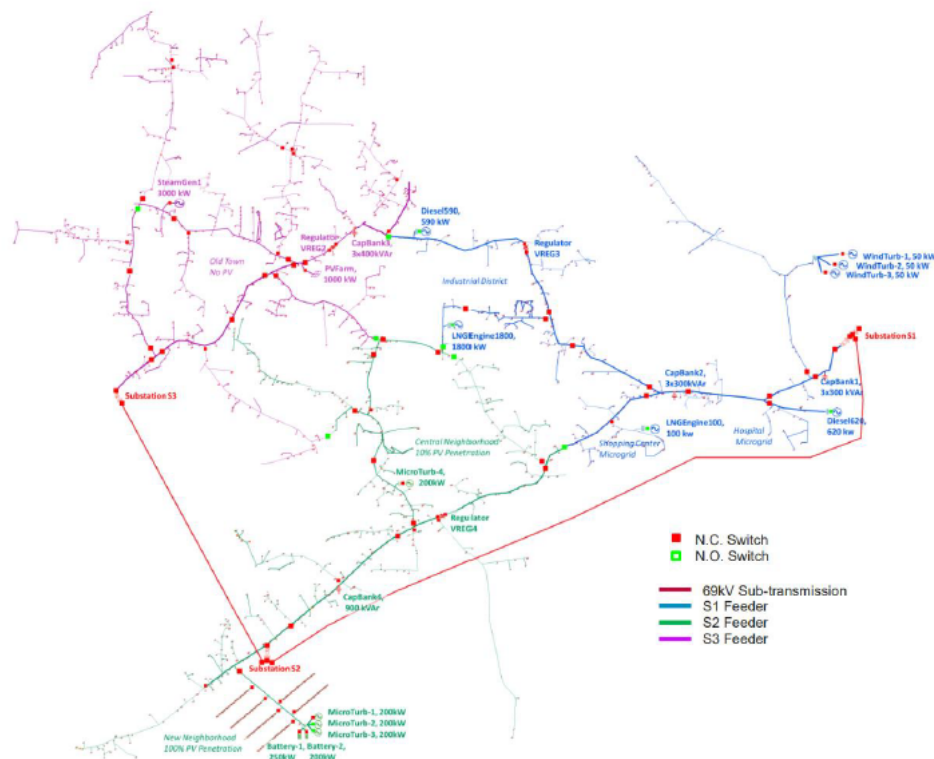 SteamGen1
3000 kW
Diesel590,
590 kW
Regulator
VREG2
CapBank3,
3x400kVAr
Regulator
VREG3
Old Town
No PV
PVFarm,
1000 kW
Industrial District
WindTurb-1, 50 kW
WindTurb-2, 50 kW
WindTurb-3, 50 kW
LNGEngine1800,
1800 kW
Substation S1
CapBank2,
3x300kVAr
CapBank1,
3x300 kVAr
Substation S3
LNGEngine100,
100 kw
Diesel620,
620 kw
Hospital
Microgrid
Shopping Center
Microgrid
Central Neighborhood
10% PV Penetration
MicroTurb-4,
200kW
Regulator
VREG4
N.C. Switch
N.O. Switch
CapBank4,
900 kVAr
69kV Sub-transmission
S1 Feeder
S2 Feeder
S3 Feeder
Substation S2
MicroTurb-1, 200kW
MicroTurb-2, 200kW
MicroTurb-3, 200kW
New Neighborhood
100% PV Penetration
Battery-1, Battery-2,
250kW 200kW